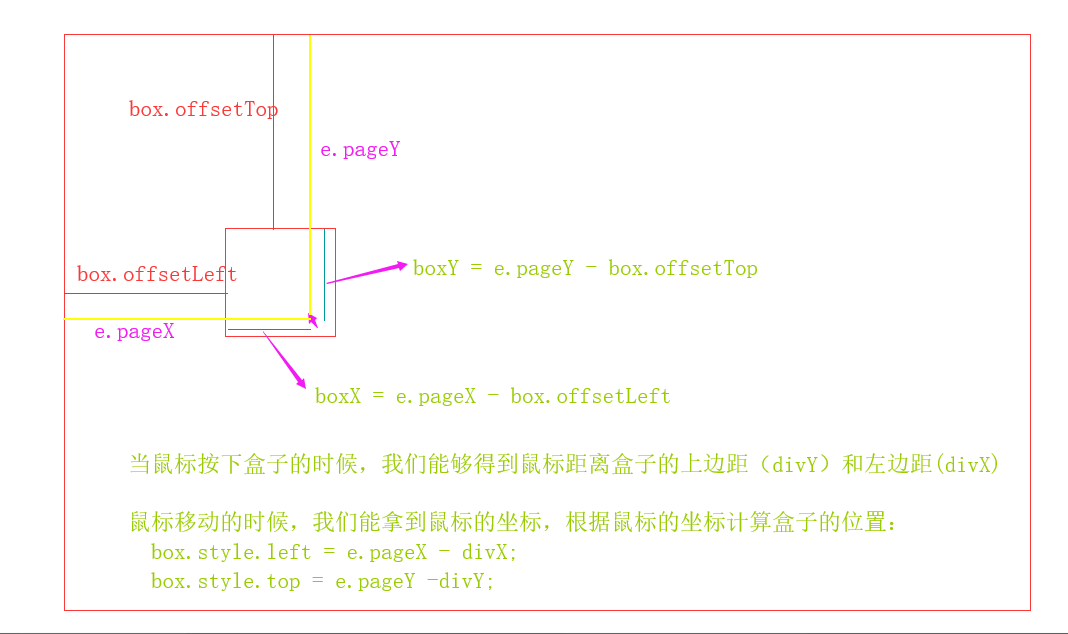 box.offsetTop
e.pageY
box.offsetLeft
boxY = e.pageY - box.offsetTop
e.pageX
boxX = e.pageX - box.offsetLeft
当鼠标按下盒子的时候，我们能够得到鼠标距离盒子的上边距（divY）和左边距(divX)
鼠标移动的时候，我们能拿到鼠标的坐标，根据鼠标的坐标计算盒子的位置：
box.style.left = e.pageX - divX;
box.style.top = e.pageY -divY;